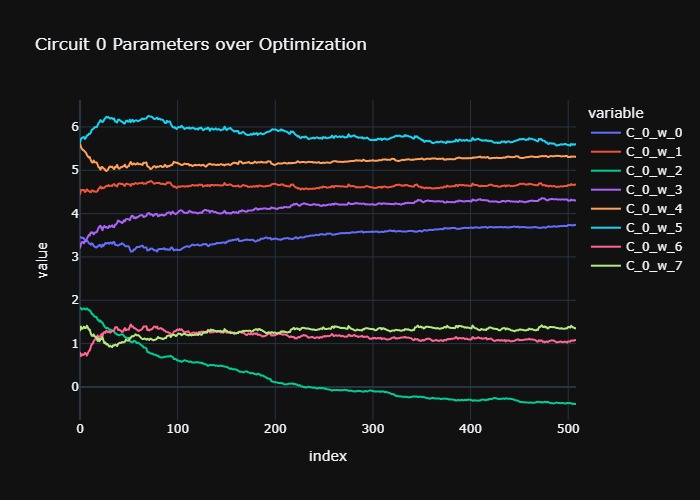 Circuit 0 Parameters over Optimization
variable
C_0_w_0
C_0_w_1
C_0_w_2
C_0_w_3
C_0_w_4
C_0_w_5
C_0_w_6
C_0_w_7
value
6
5
4
3
2
1
0
0 100 200 300 400 500
index